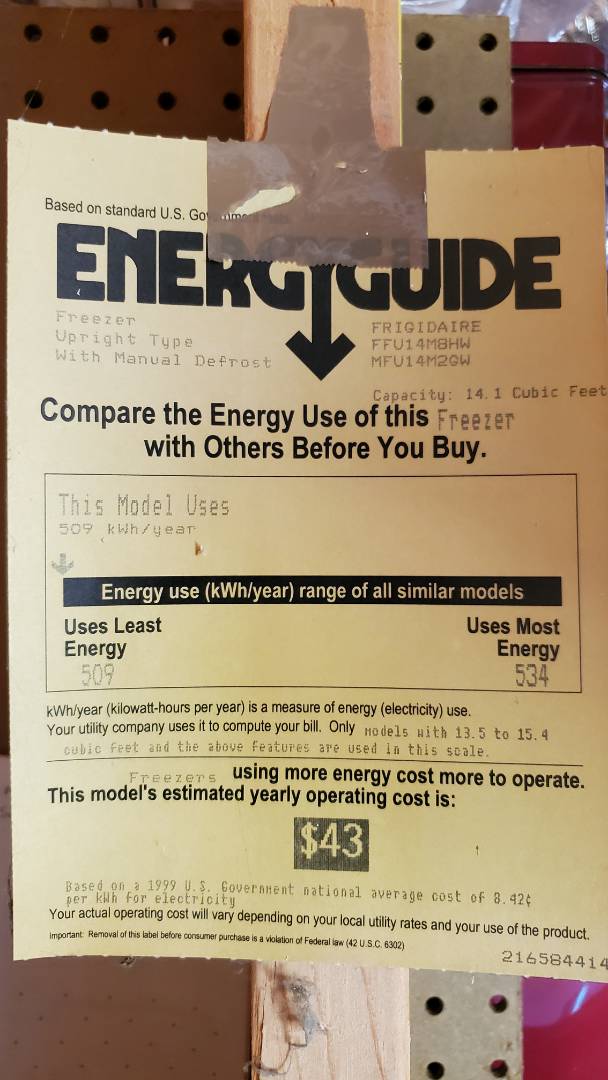 Based on standard U.S. Gov
ENERGYGUIDE
Freezer
Upright Type
With Manual Defrost
FRIGIDAIRE
FFU14M8HW
MFU14M2GW
Capacity: 14.1 Cubic Feet
Compare the Energy Use of this Freezer
with Others Before You Buy.
This Model Uses
509 kWh/year
Energy use (kWh/year) range of all similar models
Uses Least
Energy
509
Uses Most
Energy
534
kWh/year (kilowatt-hours per year) is a measure of energy (electricity) use.
Your utility company uses it to compute your bill. Only models with 13.5 to 15.4
cubic feet and the above features are used in this scale.
Freezers using more energy cost more to operate.
This model's estimated yearly operating cost is:
$43
Based on a 1999 U.S. Government national average cost of 8.42¢
per kWh for electricity
Your actual operating cost will vary depending on your local utility rates and your use of the product.
Important: Removal of this label before consumer purchase is a violation of Federal law (42 U.S.C. 6302)
216584414